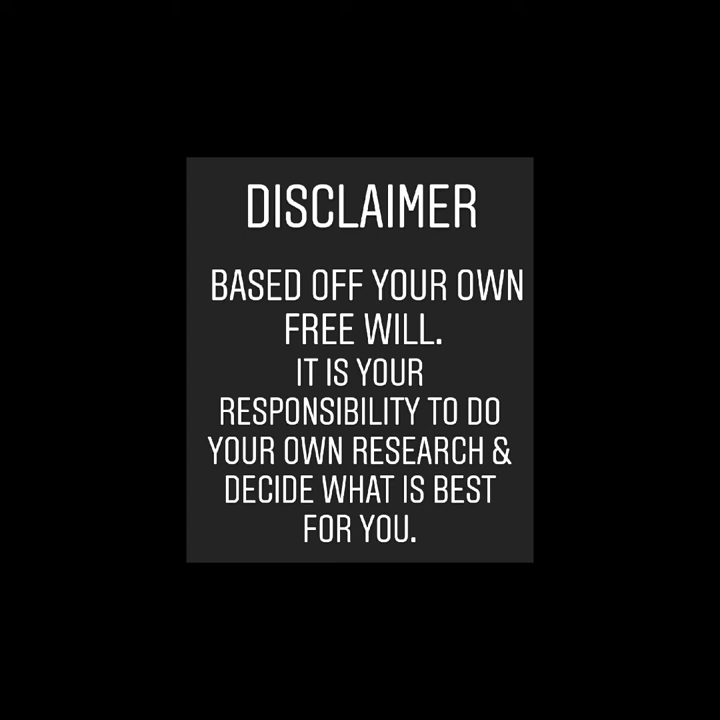 DISCLAIMER
BASED OFF YOUR OWN
FREE WILL.
IT IS YOUR
RESPONSIBILITY TO DO
YOUR OWN RESEARCH &
DECIDE WHAT IS BEST
FOR YOU.